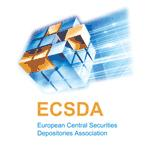 ECSDA
European Central Securities
Depositories Association